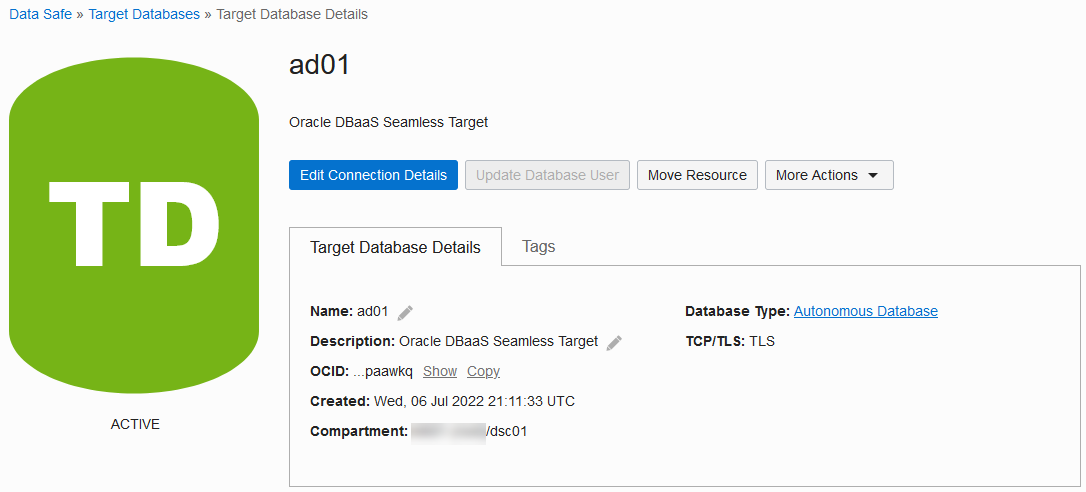 Data Safe » Target Databases » Target Database Details
TD
ACTIVE
ad01
Oracle DBaaS Seamless Target
Edit Connection Details Update Database User Move Resource More Actions
Target Database Details Tags
Name: ad01
Description: Oracle DBaaS Seamless Target
OCID: ...paawkq Show Copy
Created: Wed, 06 Jul 2022 21:11:33 UTC
Compartment: /dsc01
Database Type: Autonomous Database
TCP/TLS: TLS